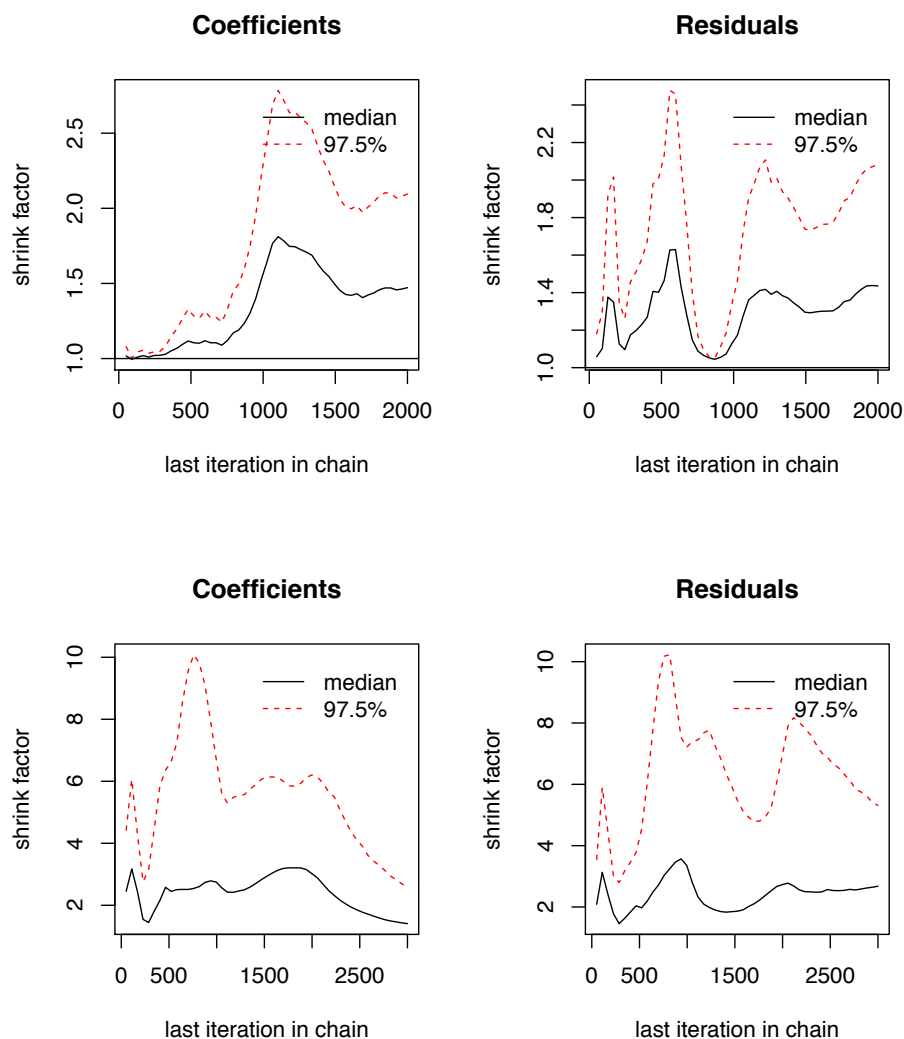 Coefficients
shrink factor
1.0 1.5 2.0 2.5
median
97.5%
0 500 1000 1500 2000
last iteration in chain
Residuals
shrink factor
1.0 1.4 1.8 2.2
median
97.5%
0 500 1000 2000
last iteration in chain
Coefficients
shrink factor
2 4 6 8 10
median
97.5%
0 500 1500 2500
last iteration in chain
Residuals
shrink factor
2 4 6 8 10
median
97.5%
0 500 1500 2500
last iteration in chain